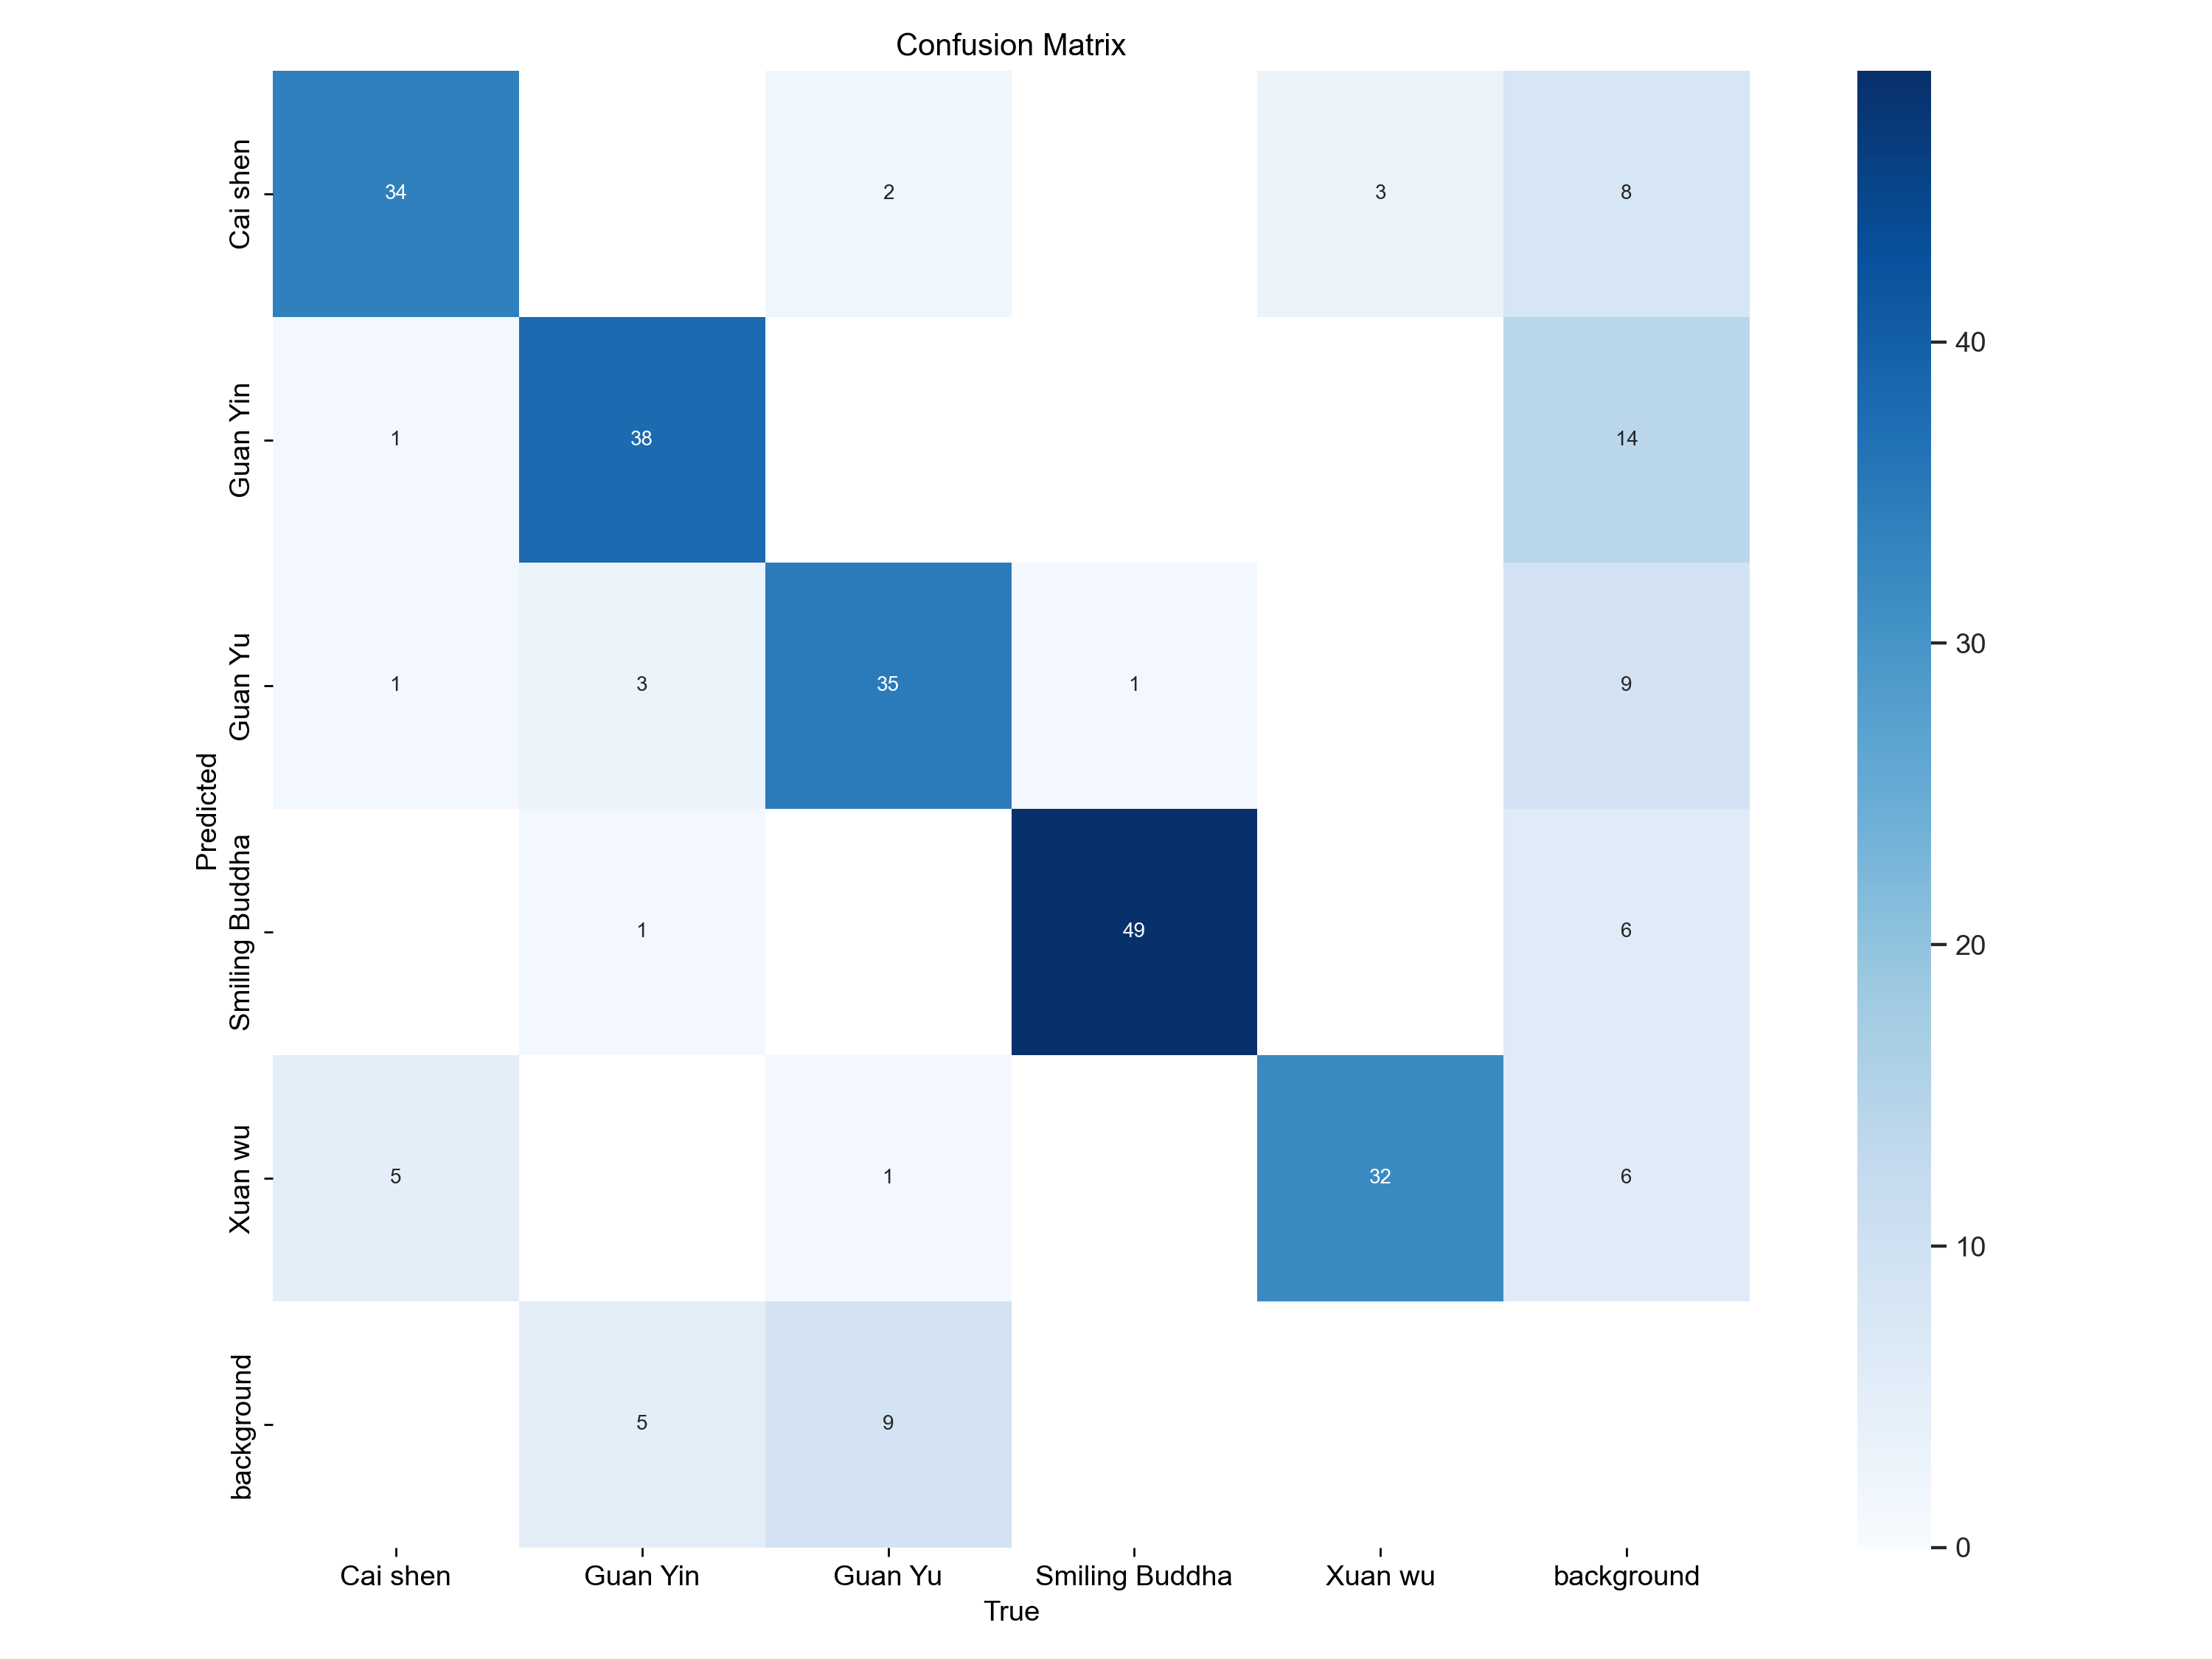 Confusion Matrix
Predicted
Cai shen
34
2
3
8
Guan Yin
1
38
14
Guan Yu
1
3
35
1
9
Smiling Buddha
1
49
6
Xuan wu
5
1
32
6
background
5
9
Cai shen
Guan Yin
Guan Yu
Smiling Buddha
Xuan wu
background
True
40
30
20
10
0